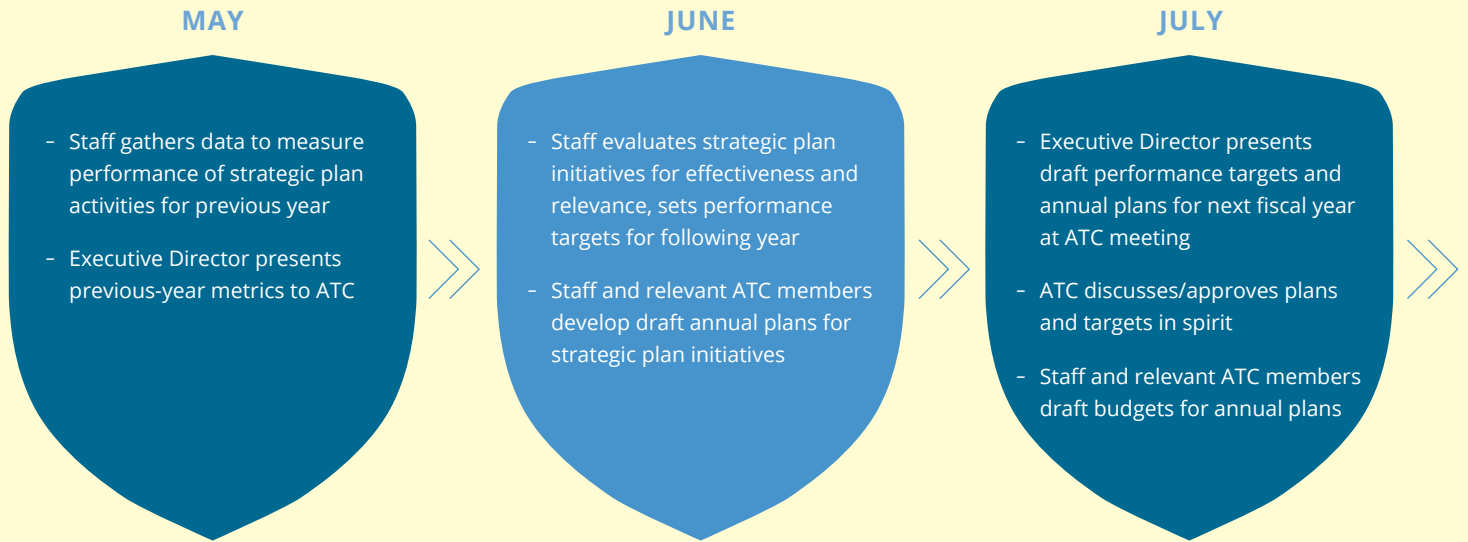 MAY
– Staff gathers data to measure
performance of strategic plan
activities for previous year
– Executive Director presents
previous-year metrics to ATC
JUNE
– Staff evaluates strategic plan
initiatives for effectiveness and
relevance, sets performance
targets for following year
– Staff and relevant ATC members
develop draft annual plans for
strategic plan initiatives
JULY
– Executive Director presents
draft performance targets and
annual plans for next fiscal year
at ATC meeting
– ATC discusses/approves plans
and targets in spirit
– Staff and relevant ATC members
draft budgets for annual plans